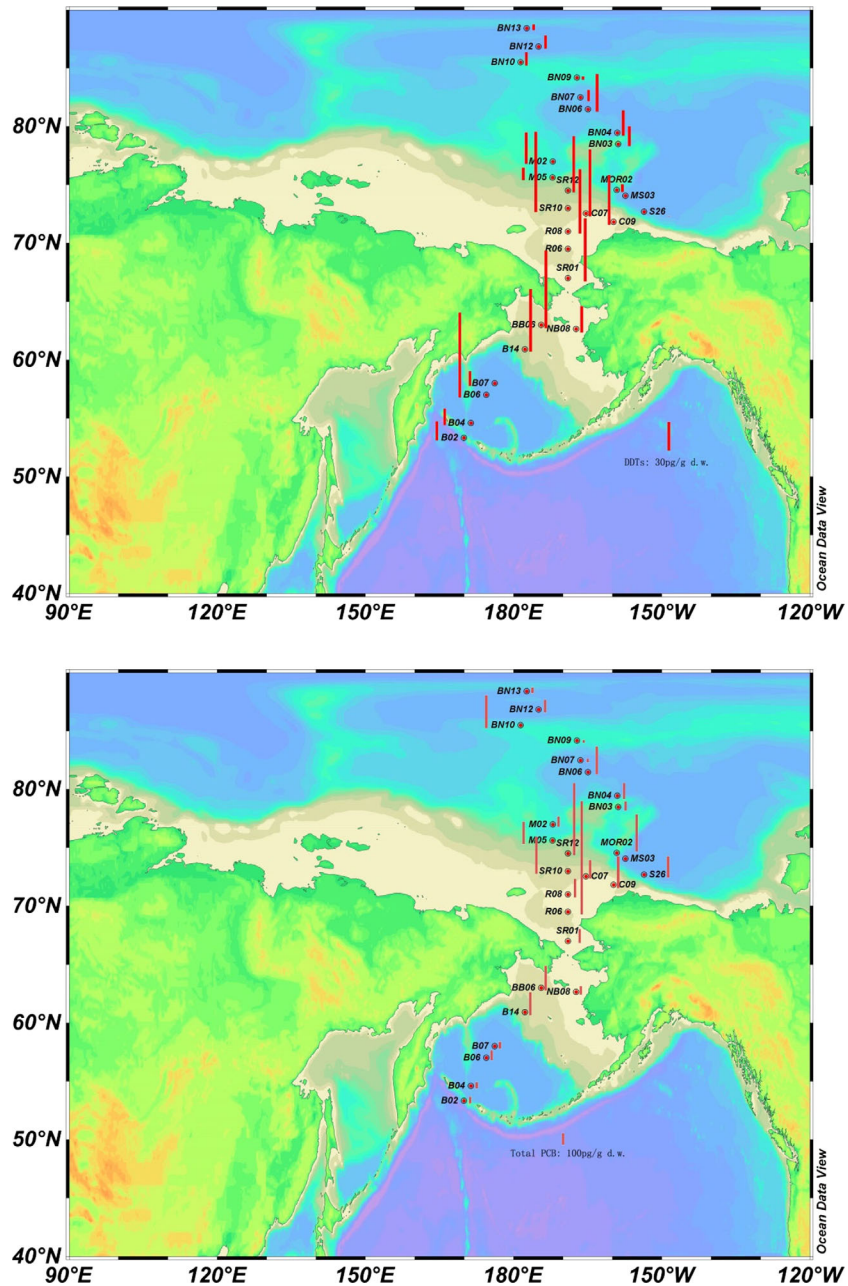 BN13
BN12
BN10
BN09
BN07
BN06
80°N
BN04
BN03
M02
M05
SR12
MOR02
MS03
SR10
C07
S26
C09
70°N
R08
R06
SR01
BB06
NB08
60°N
B14
B07
B06
B04
B02
DDTs: 30pg/g d.w.
50°N
40°N
Ocean Data View
90°E 120°E 150°E 180°E 150°W 120°W
BN13
BN12
BN10
BN09
BN07
BN06
80°N
BN04
BN03
M02
M05
SR12
MOR02
MS03
SR10
C07
S26
C09
R08
70°N
R06
SR01
BB06
NB08
B14
60°N
B07
B06
B04
B02
50°N
Total PCB: 100pg/g d.w.
40°N
Ocean Data View
90°E 120°E 150°E 180°E 150°W 120°W